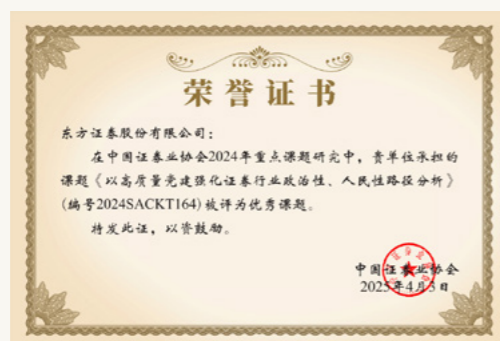 荣誉证书
东方证券股份有限公司：
在中国证券业协会2024年重点课题研究中，贵单位承担的
课题《以高质量党建强化证券行业政治性、人民性路径分析》
(编号2024SACKT164)被评为优秀课题。
特发此证，以资鼓励。
中国证券业协会
2025年4月3日